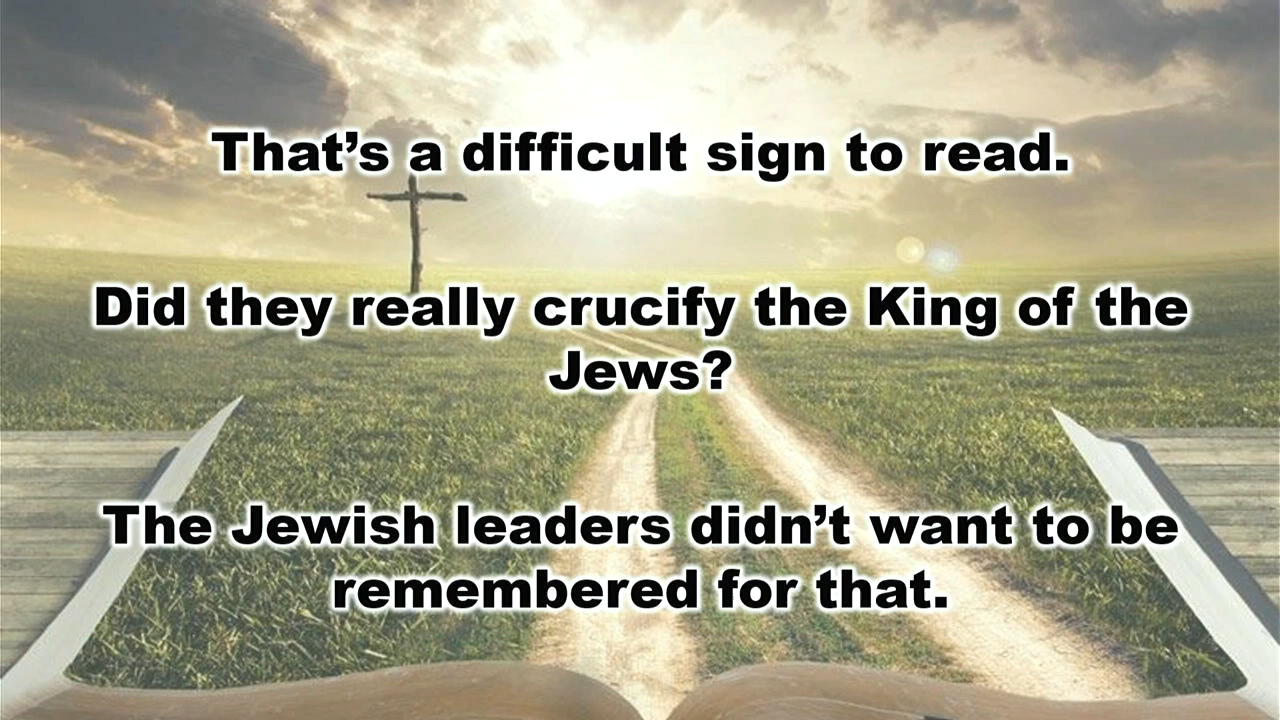 That’s a difficult sign to read.
Did they really crucify the King of the
Jews?
The Jewish leaders didn’t want to be
remembered for that.